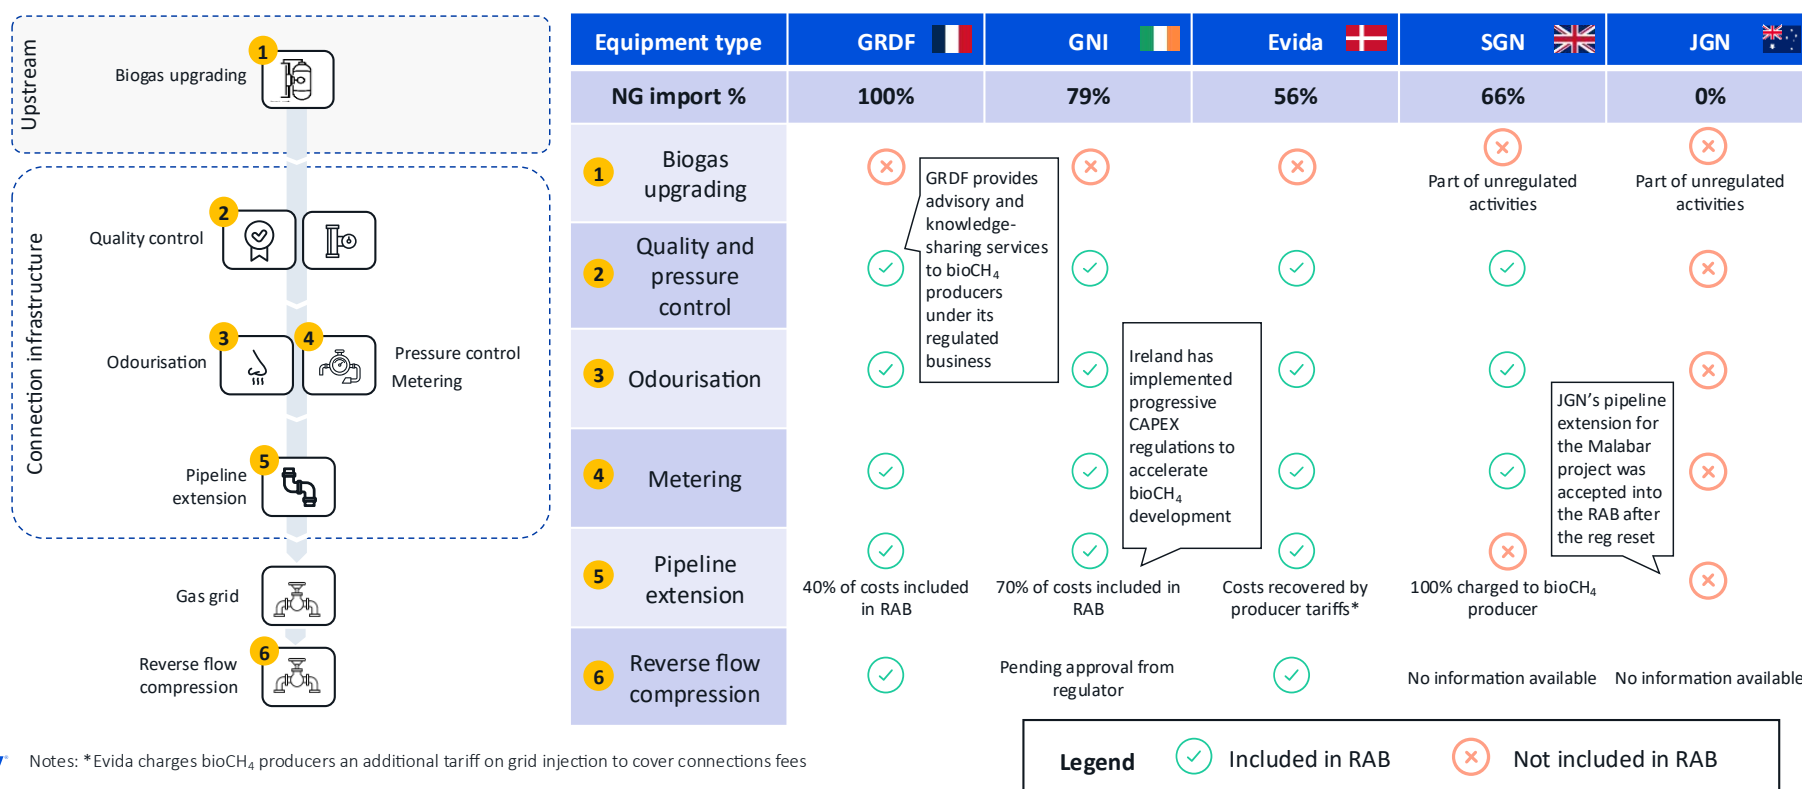 Upstream
1
Biogas upgrading
Connection infrastructure
2
Quality control
3
4
Odourisation
Pressure control
Metering
5
Pipeline
extension
Gas grid
6
Reverse flow
compression
Equipment type
GRDF
GNI
Evida
SGN
JGN
NG import %
100%
79%
56%
66%
0%
1
Biogas
upgrading
Part of unregulated
activities
Part of unregulated
activities
GRDF provides
advisory and
knowledge-
sharing services
to bioCH₄
producers
under its
regulated
business
2
Quality and
pressure
control
3
Odourisation
Ireland has
implemented
progressive
CAPEX
regulations to
accelerate
bioCH₄
development
JGN's pipeline
extension for
the Malabar
project was
accepted into
the RAB after
the reg reset
4
Metering
5
Pipeline
extension
40% of costs included
in RAB
70% of costs included in
RAB
Costs recovered by
producer tariffs*
100% charged to bioCH₄
producer
6
Reverse flow
compression
Pending approval from
regulator
No information available
No information available
Legend
Included in RAB
Not included in RAB
Notes: *Evida charges bioCH₄ producers an additional tariff on grid injection to cover connections fees